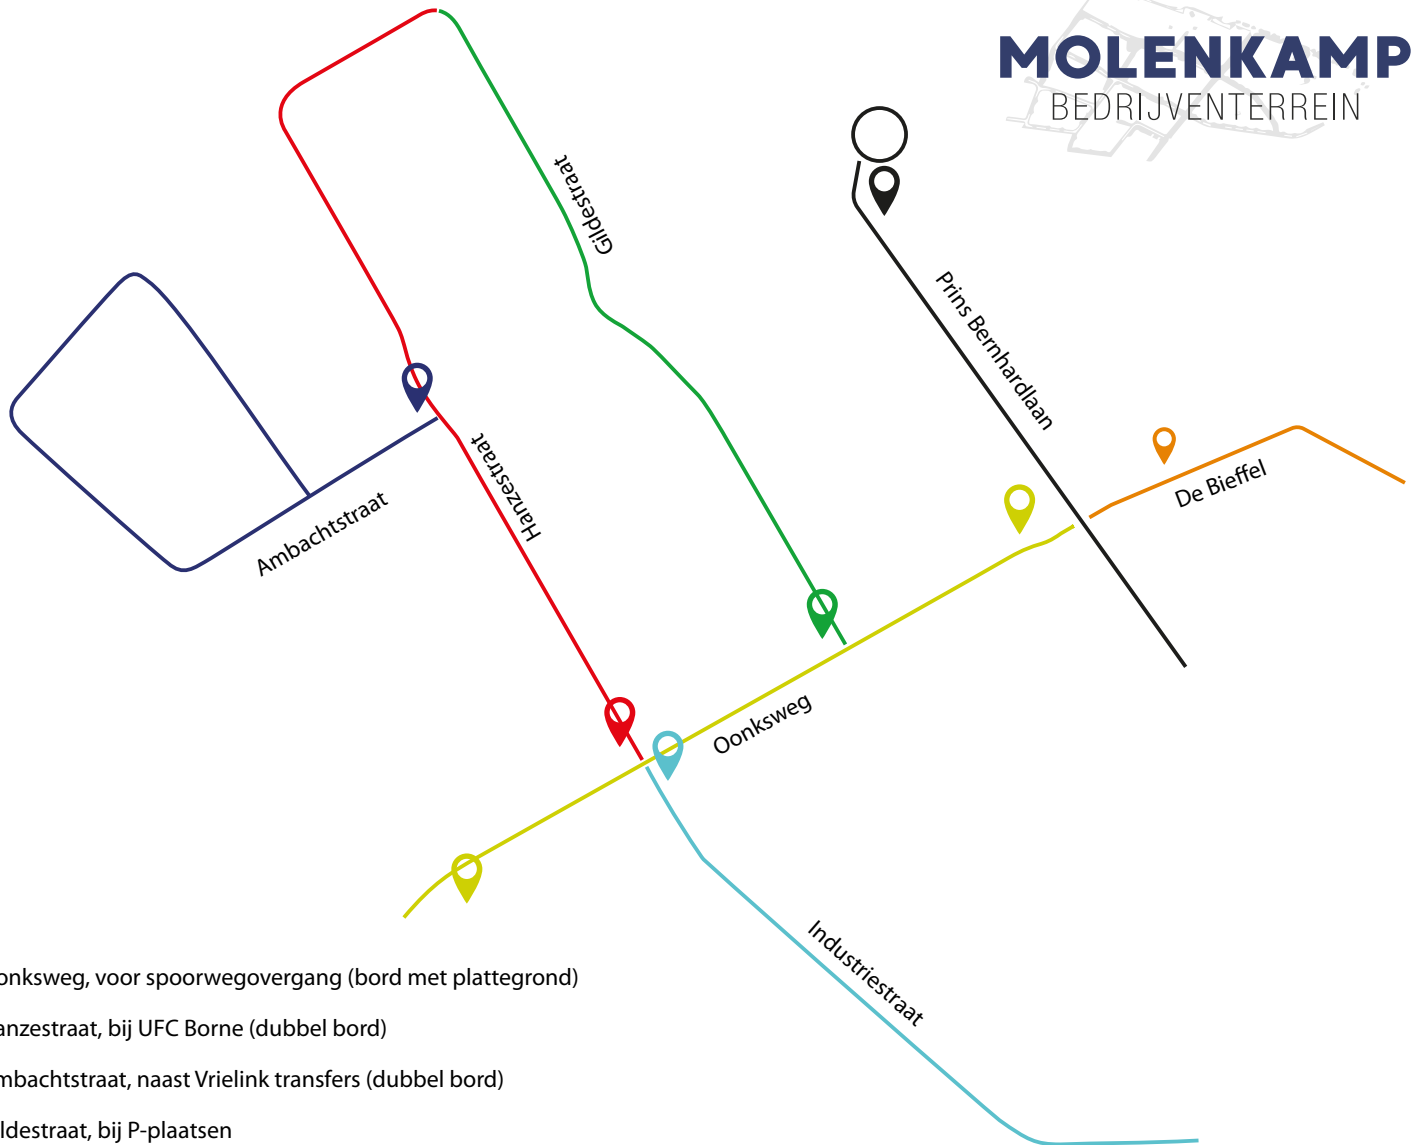 MOLENKAMP
BEDRIJVENTERREIN
Gildestraat
Prins Bernhardlaan
De Bieffel
Hanzestraat
Ambachtstraat
Oonksweg
Industriestraat
onksweg, voor spoorwegovergang (bord met plattegrond)
anzestraat, bij UFC Borne (dubbel bord)
mbachtstraat, naast Vrielink transfers (dubbel bord)
ldestraat, bij P-plaatsen